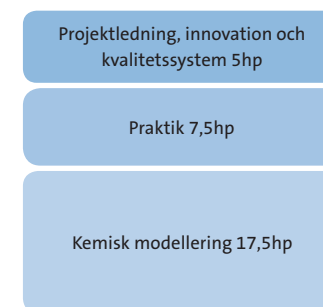 Projektledning, innovation och
kvalitetssystem 5hp
Praktik 7,5hp
Kemisk modellering 17,5hp